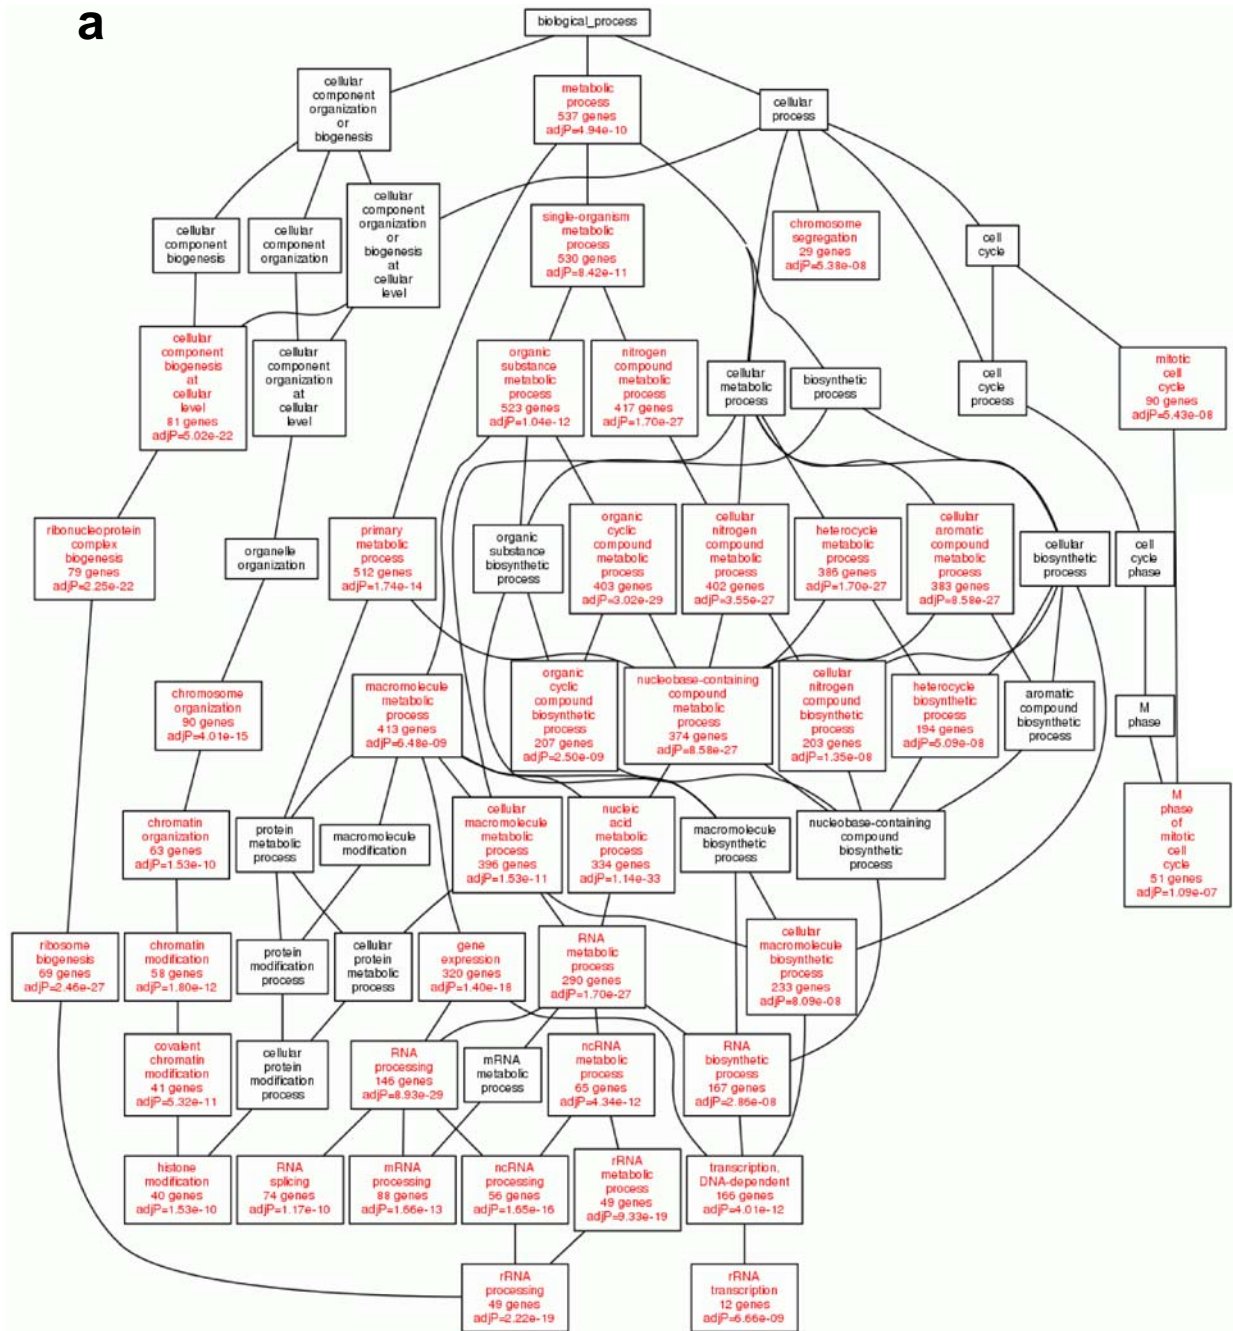 a
biological_process
cellular
component
organization
or
biogenesis
metabolic
process
537 genes
adjP=4.94e-10
cellular
process
cellular
component
organization
or
biogenesis
at
cellular
level
cellular
component
biogenesis
cellular
component
organization
single-organism
metabolic
process
530 genes
adjP=8.42e-11
chromosome
segregation
29 genes
adjP=5.38e-08
cell
cycle
cellular
component
biogenesis
at
cellular
level
81 genes
adjP=5.02e-22
cellular
component
organization
at
cellular
level
organic
substance
metabolic
process
523 genes
adjP=1.04e-12
nitrogen
compound
metabolic
process
417 genes
adjP=1.70e-27
cellular
metabolic
process
biosynthetic
process
cell
cycle
process
mitotic
cell
cycle
90 genes
adjP=5.43e-08
ribonucleoprotein
complex
biogenesis
79 genes
adjP=2.25e-22
organelle
organization
primary
metabolic
process
512 genes
adjP=1.74e-14
organic
substance
biosynthetic
process
organic
cyclic
compound
metabolic
process
403 genes
adjP=3.02e-29
cellular
nitrogen
compound
metabolic
process
402 genes
adjP=3.55e-27
heterocycle
metabolic
process
386 genes
adjP=1.70e-27
cellular
aromatic
compound
metabolic
process
383 genes
adjP=8.58e-27
cellular
biosynthetic
process
cell
cycle
phase
chromosome
organization
90 genes
adjP=4.01e-15
macromolecule
metabolic
process
413 genes
adjP=6.48e-09
organic
cyclic
compound
biosynthetic
process
207 genes
adjP=2.50e-09
nucleobase-containing
compound
metabolic
process
374 genes
adjP=8.58e-27
cellular
nitrogen
compound
biosynthetic
process
203 genes
adjP=1.35e-08
heterocycle
biosynthetic
process
194 genes
adjP=5.09e-08
aromatic
compound
biosynthetic
process
M
phase
chromatin
organization
63 genes
adjP=1.53e-10
protein
metabolic
process
macromolecule
modification
cellular
macromolecule
metabolic
process
396 genes
adjP=1.53e-11
nucleic
acid
metabolic
process
334 genes
adjP=1.14e-33
macromolecule
biosynthetic
process
nucleobase-containing
compound
biosynthetic
process
M
phase
of
mitotic
cell
cycle
51 genes
adjP=1.09e-07
ribosome
biogenesis
69 genes
adjP=2.46e-27
chromatin
modification
58 genes
adjP=1.80e-12
protein
modification
process
cellular
protein
metabolic
process
gene
expression
320 genes
adjP=1.40e-18
RNA
metabolic
process
290 genes
adjP=1.70e-27
cellular
macromolecule
biosynthetic
process
233 genes
adjP=8.09e-08
covalent
chromatin
modification
41 genes
adjP=5.32e-11
cellular
protein
modification
process
RNA
processing
146 genes
adjP=8.93e-29
mRNA
metabolic
process
ncRNA
metabolic
process
65 genes
adjP=4.34e-12
RNA
biosynthetic
process
167 genes
adjP=2.86e-08
histone
modification
40 genes
adjP=1.53e-10
RNA
splicing
74 genes
adjP=1.17e-10
mRNA
processing
88 genes
adjP=1.66e-13
ncRNA
processing
56 genes
adjP=1.65e-16
rRNA
metabolic
process
49 genes
adjP=9.33e-19
transcription,
DNA-dependent
166 genes
adjP=4.01e-12
rRNA
processing
49 genes
adjP=2.22e-19
rRNA
transcription
12 genes
adjP=6.66e-09